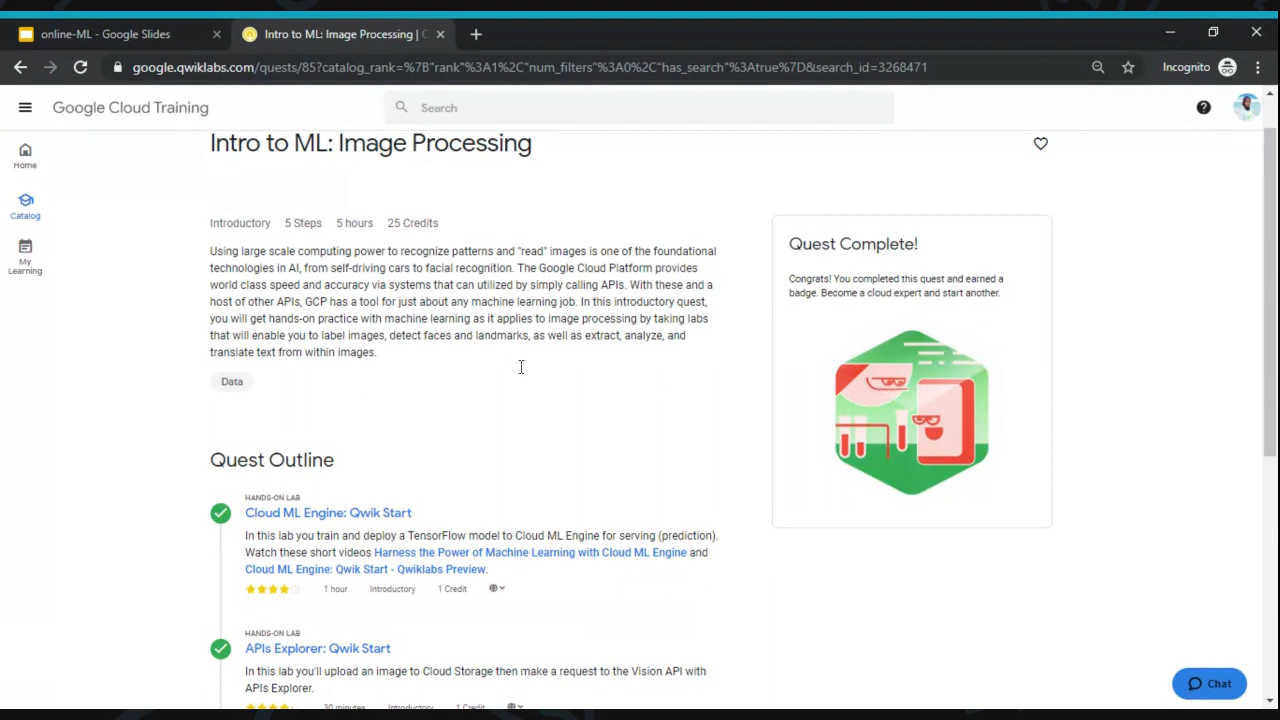 online-ML - Google Slides
Intro to ML: Image Processing |
google.qwiklabs.com/quests/85?catalog_rank=%7B"rank"%3A1%2C"num_filters"%3A0%2C"has_search"%3Atrue%7D&search_id=3268471
Incognito
Google Cloud Training
Search
Home
Catalog
My
Learning
Intro to ML: Image Processing
Introductory 5 Steps 5 hours 25 Credits
Using large scale computing power to recognize patterns and "read" images is one of the foundational
technologies in AI, from self-driving cars to facial recognition. The Google Cloud Platform provides
world class speed and accuracy via systems that can utilized by simply calling APIs. With these and a
host of other APIs, GCP has a tool for just about any machine learning job. In this introductory quest,
you will get hands-on practice with machine learning as it applies to image processing by taking labs
that will enable you to label images, detect faces and landmarks, as well as extract, analyze, and
translate text from within images.
Data
Quest Complete!
Congrats! You completed this quest and earned a
badge. Become a cloud expert and start another.
Quest Outline
HANDS-ON LAB
Cloud ML Engine: Qwik Start
In this lab you train and deploy a TensorFlow model to Cloud ML Engine for serving (prediction).
Watch these short videos Harness the Power of Machine Learning with Cloud ML Engine and
Cloud ML Engine: Qwik Start - Qwiklabs Preview.
1 hour Introductory 1 Credit
HANDS-ON LAB
APIs Explorer: Qwik Start
In this lab you'll upload an image to Cloud Storage then make a request to the Vision API with
APIs Explorer.
30 minutes Introductory 1 Credit
Chat